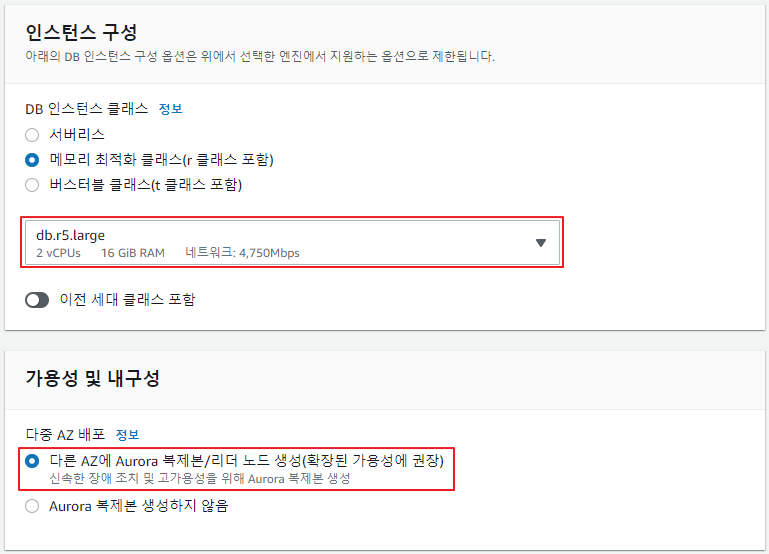 인스턴스 구성
아래의 DB 인스턴스 구성 옵션은 위에서 선택한 엔진에서 지원하는 옵션으로 제한됩니다.
DB 인스턴스 클래스 정보
서버리스
메모리 최적화 클래스(r 클래스 포함)
버스터블 클래스(t 클래스 포함)
db.r5.large
2 vCPUs 16 GiB RAM 네트워크: 4,750Mbps
이전 세대 클래스 포함
가용성 및 내구성
다중 AZ 배포 정보
다른 AZ에 Aurora 복제본/리더 노드 생성(확장된 가용성에 권장)
신속한 장애 조치 및 고가용성을 위해 Aurora 복제본 생성
Aurora 복제본 생성하지 않음